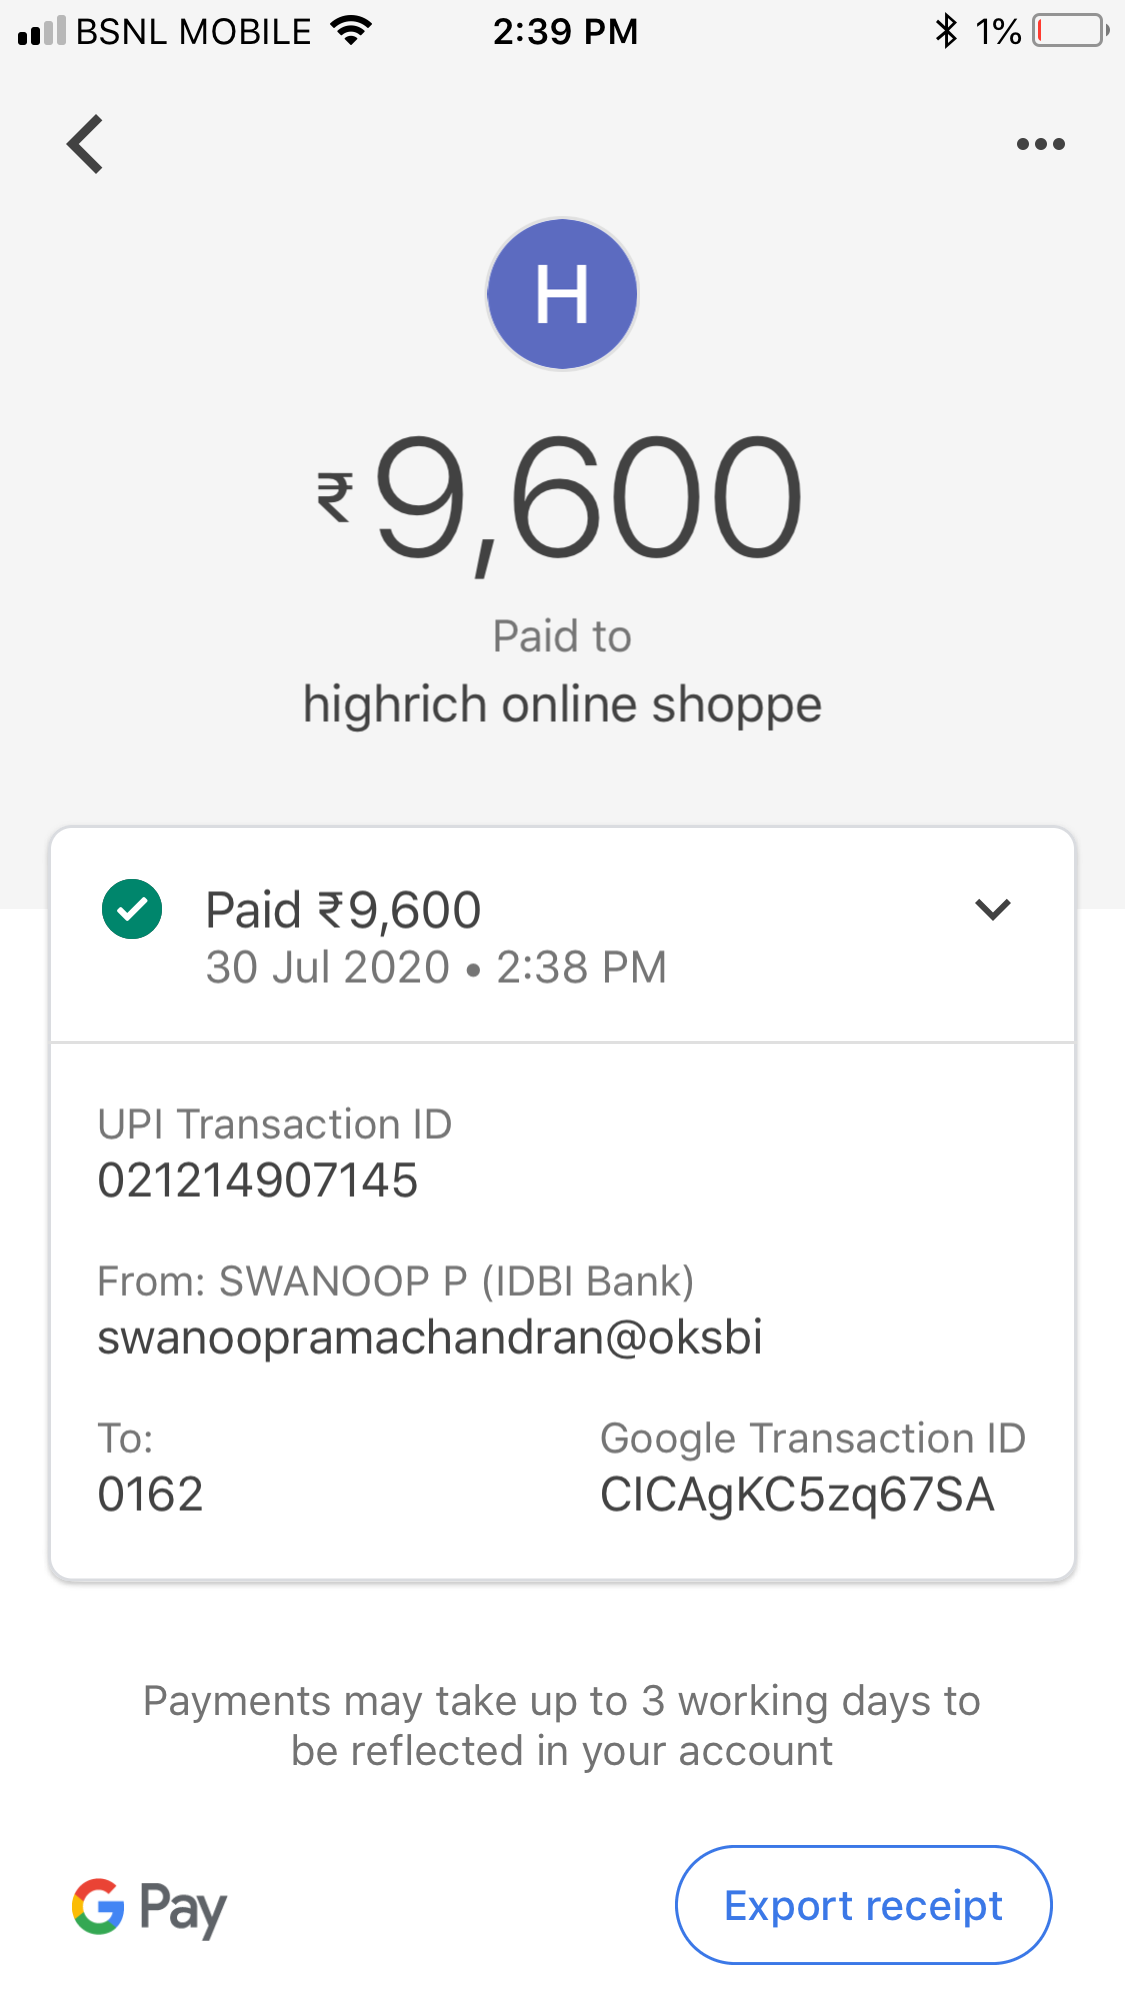 BSNL MOBILE 2:39 PM 1%
H
₹9,600
Paid to
highrich online shoppe
Paid ₹9,600
30 Jul 2020 • 2:38 PM
UPI Transaction ID
021214907145
From: SWANOOP P (IDBI Bank)
swanoopramachandran@oksbi
To:
0162
Google Transaction ID
CICAgKC5zq67SA
Payments may take up to 3 working days to
be reflected in your account
G Pay
Export receipt